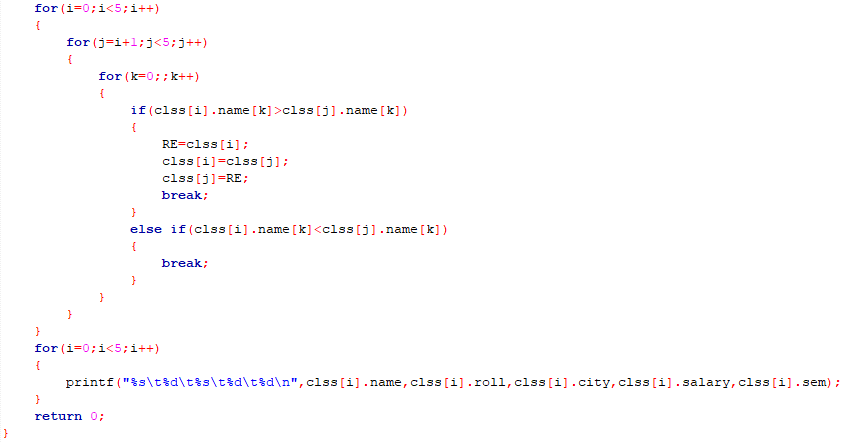 for(i=0;i<5;i++)
{
for(j=i+1;j<5;j++)
{
for(k=0;;k++)
{
if(clss[i].name[k]>clss[j].name[k])
{
RE=clss[i];
clss[i]=clss[j];
clss[j]=RE;
break;
}
else if(clss[i].name[k]<clss[j].name[k])
{
break;
}
}
}
}
for(i=0;i<5;i++)
{
printf("%s\t%d\t%s\t%d\t%d\n",clss[i].name,clss[i].roll,clss[i].city,clss[i].salary,clss[i].sem);
}
return 0;
}